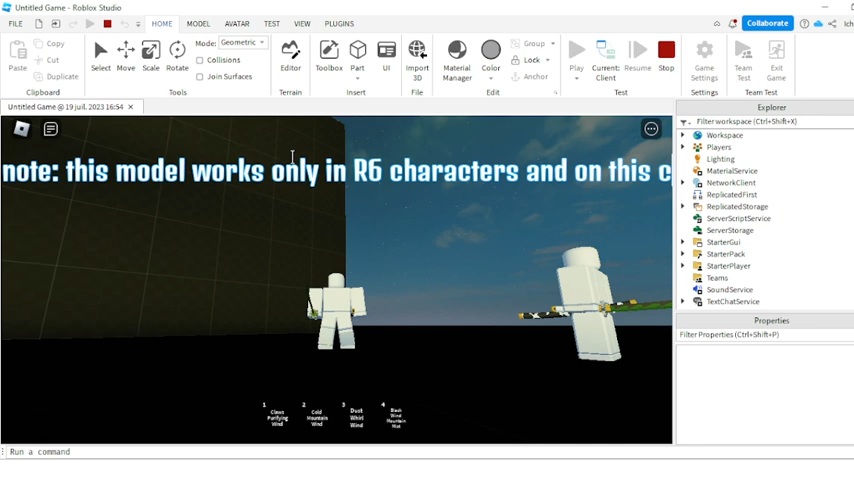 Untitled Game - Roblox Studio
FILE HOME MODEL AVATAR TEST VIEW PLUGINS Collaborate
Paste Copy Cut Duplicate Clipboard
Select Move Scale Rotate Mode: Geometric Collisions Join Surfaces Tools
Editor Terrain
Toolbox Part UI Insert
Import 3D File
Material Manager Color Group Lock Anchor Edit
Play Current: Client Resume Stop Test
Game Settings Settings
Team Test Exit Game Team Test
Untitled Game @ 19 juil. 2023 16:54
note: this model works only in R6 characters and on this c
1 Clean Purifying Wind
2 Cold Mountain Wind
3 Dust Whirl Wind
4 Black Wind Mountain Mist
Explorer
Filter workspace (Ctrl+Shift+X)
Workspace
Players
Lighting
MaterialService
NetworkClient
ReplicatedFirst
ReplicatedStorage
ServerScriptService
ServerStorage
StarterGui
StarterPack
StarterPlayer
Teams
SoundService
TextChatService
Properties
Filter Properties (Ctrl+Shift+P)
Run a command